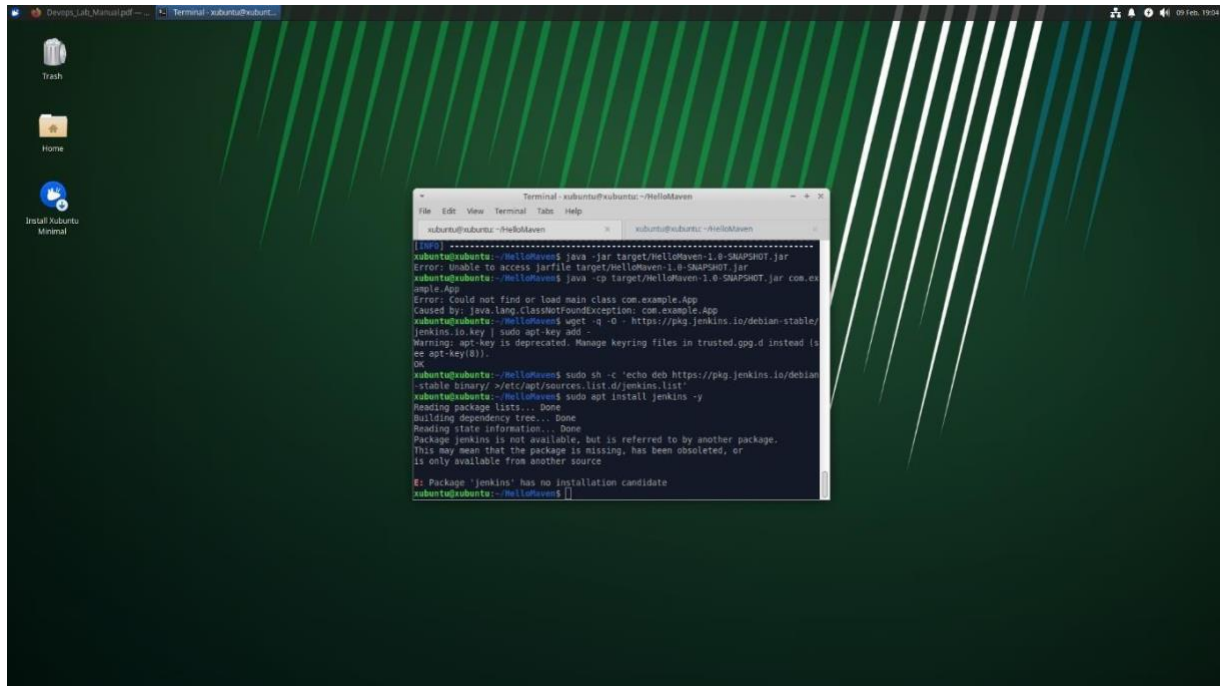 Devops_Lab_Manual.pdf — ...
Terminal - xubuntu@xubunt...
09 Feb, 19:04
Trash
Home
Install Xubuntu
Minimal
Terminal - xubuntu@xubuntu: ~/HelloMaven
File Edit View Terminal Tabs Help
xubuntu@xubuntu: ~/HelloMaven
xubuntu@xubuntu: ~/HelloMaven
[INFO] ------------------------------------------------------------------------
xubuntu@xubuntu:~/HelloMaven$ java -jar target/HelloMaven-1.0-SNAPSHOT.jar
Error: Unable to access jarfile target/HelloMaven-1.0-SNAPSHOT.jar
xubuntu@xubuntu:~/HelloMaven$ java -cp target/HelloMaven-1.0-SNAPSHOT.jar com.ex
ample.App
Error: Could not find or load main class com.example.App
Caused by: java.lang.ClassNotFoundException: com.example.App
xubuntu@xubuntu:~/HelloMaven$ wget -q -O - https://pkg.jenkins.io/debian-stable/
jenkins.io.key | sudo apt-key add -
Warning: apt-key is deprecated. Manage keyring files in trusted.gpg.d instead (s
ee apt-key(8)).
OK
xubuntu@xubuntu:~/HelloMaven$ sudo sh -c 'echo deb https://pkg.jenkins.io/debian
-stable binary/ >/etc/apt/sources.list.d/jenkins.list'
xubuntu@xubuntu:~/HelloMaven$ sudo apt install jenkins -y
Reading package lists... Done
Building dependency tree... Done
Reading state information... Done
Package jenkins is not available, but is referred to by another package.
This may mean that the package is missing, has been obsoleted, or
is only available from another source
E: Package 'jenkins' has no installation candidate
xubuntu@xubuntu:~/HelloMaven$